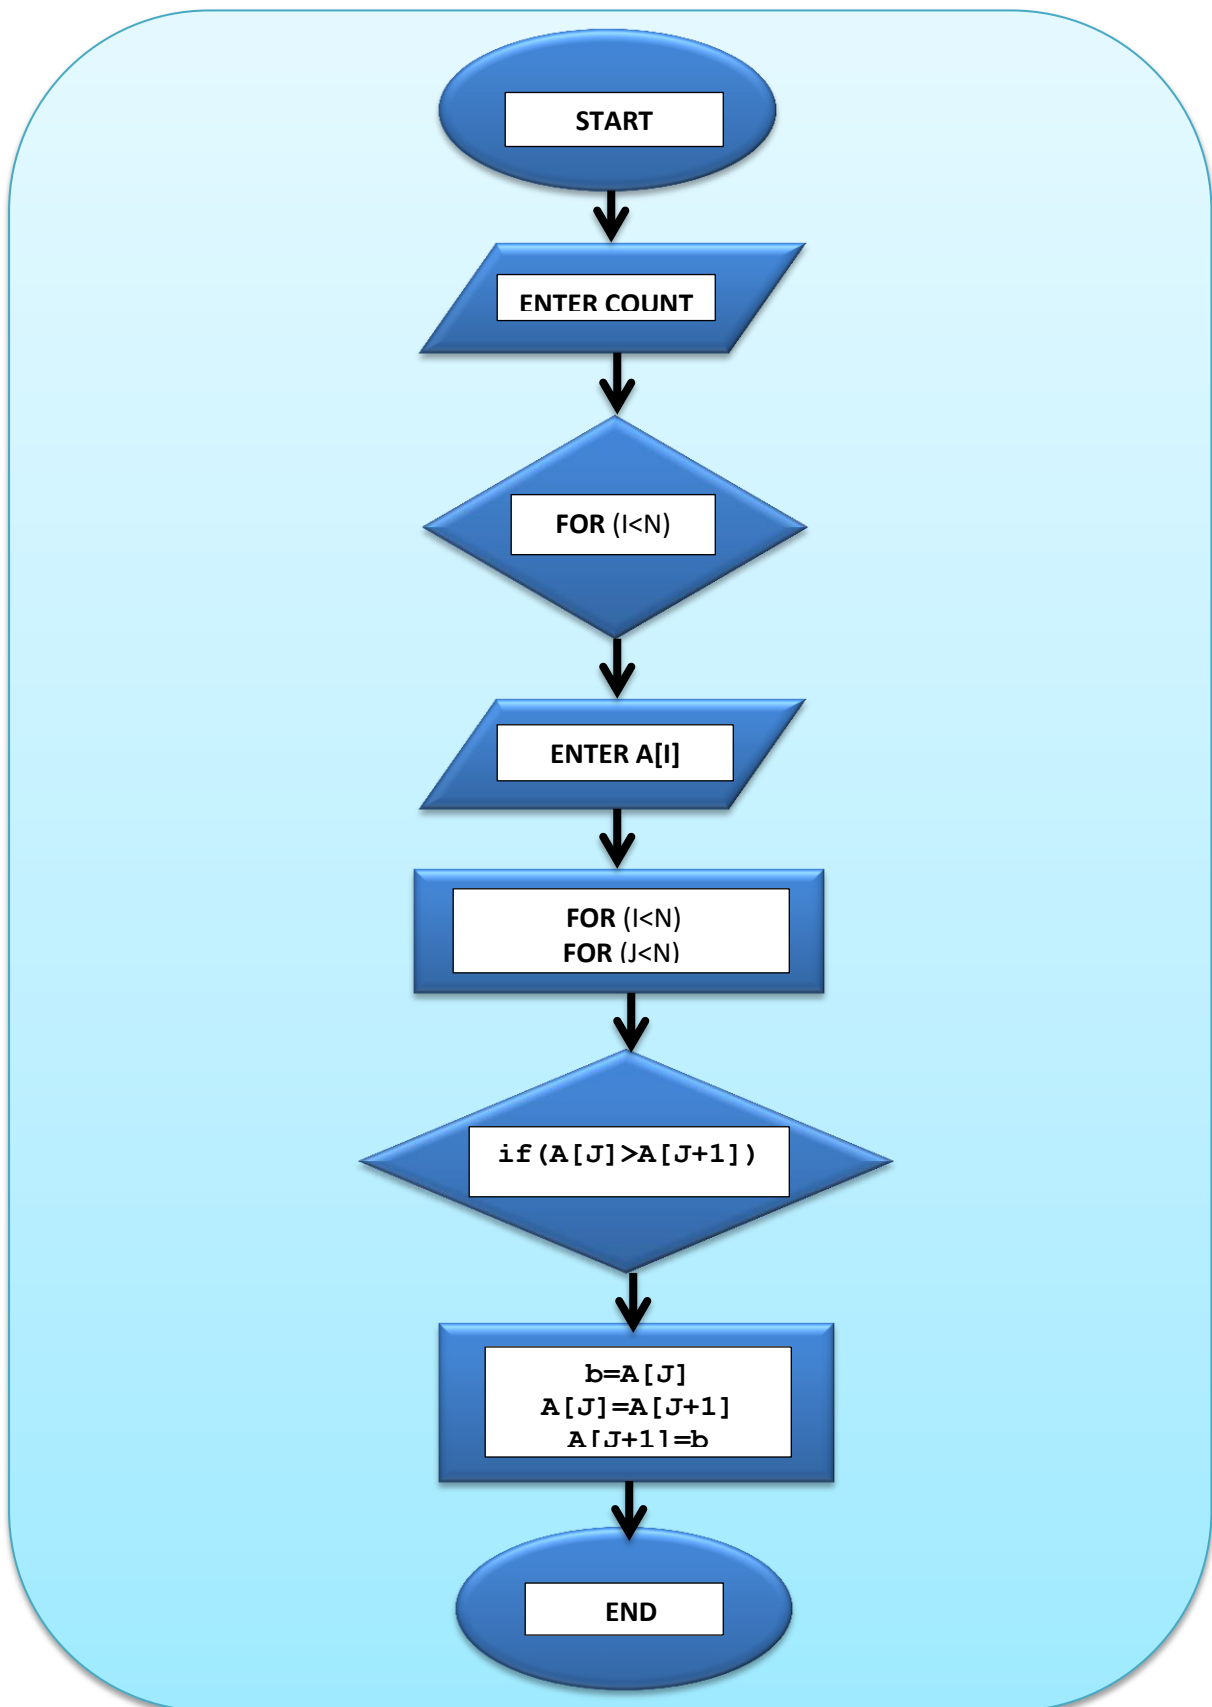 START
ENTER COUNT
FOR (I<N)
ENTER A[I]
FOR (I<N)
FOR (J<N)
if(A[J]>A[J+1])
b=A[J]
A[J]=A[J+1]
A[J+1]=b
END